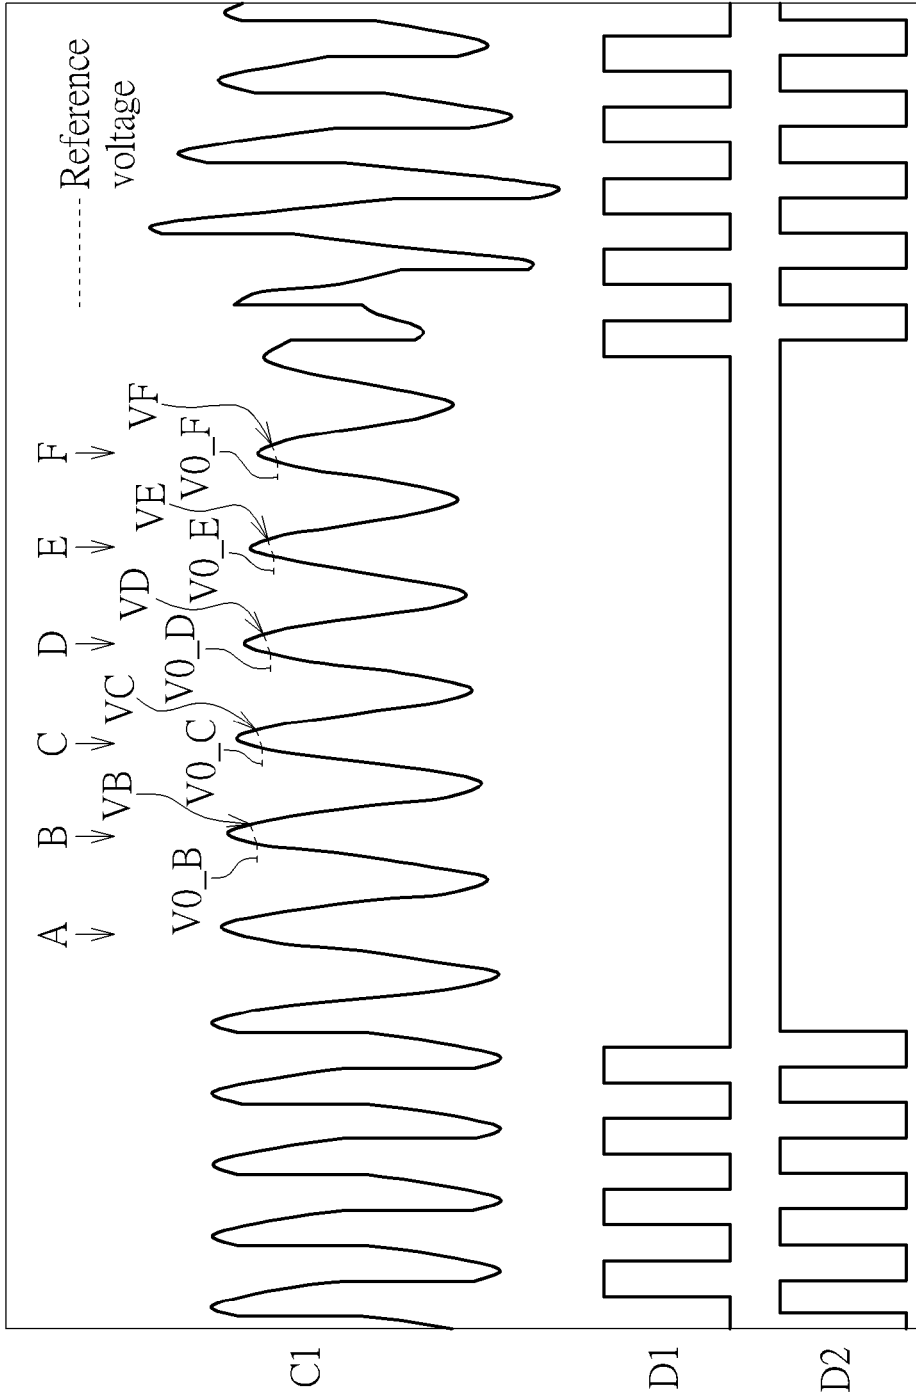 A
B
C
D
E
F
Reference
voltage
VB
VC
VD
VE
VF
V0_B
V0_C
V0_D
V0_E
V0_F
C1
D1
D2